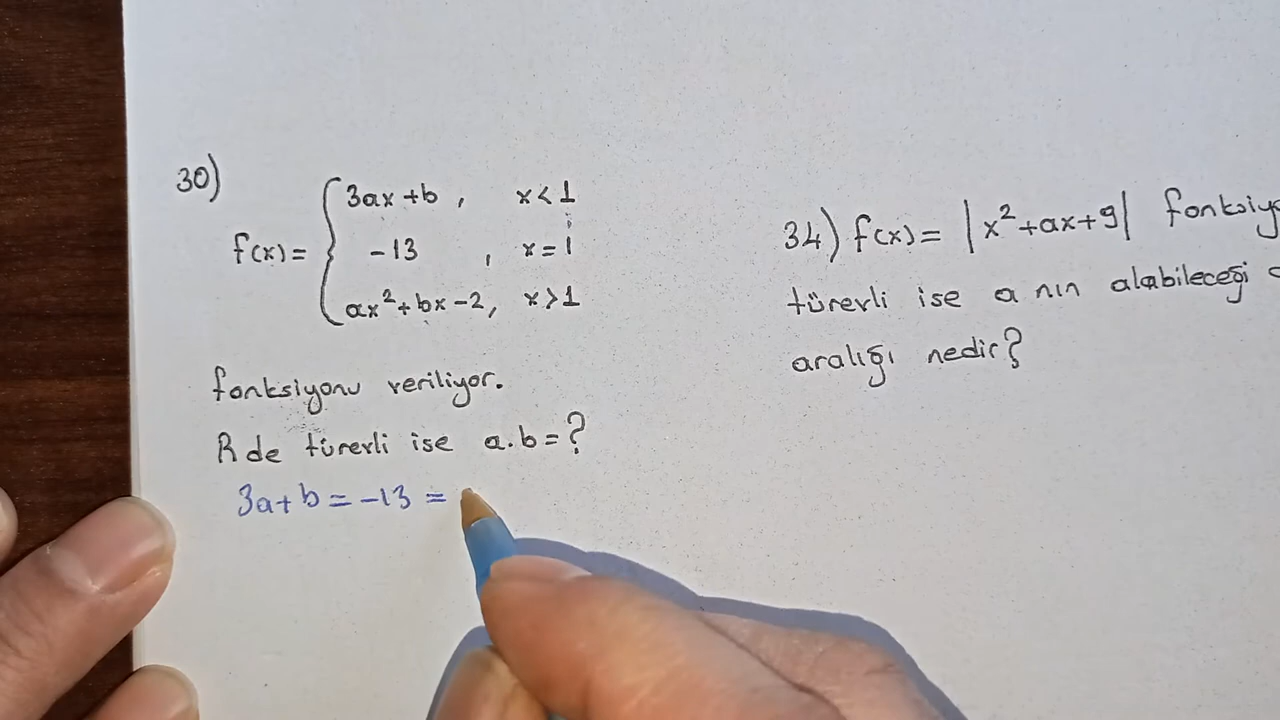 30)
f(x) = { 3ax + b , x < 1
-13 , x = 1
ax² + bx - 2, x > 1
fonksiyonu veriliyor.
R de türevli ise a.b = ?
3a + b = -13 =
34) f(x) = |x² + ax + 9|
türevli ise a nın alabileceği
aralığı nedir?